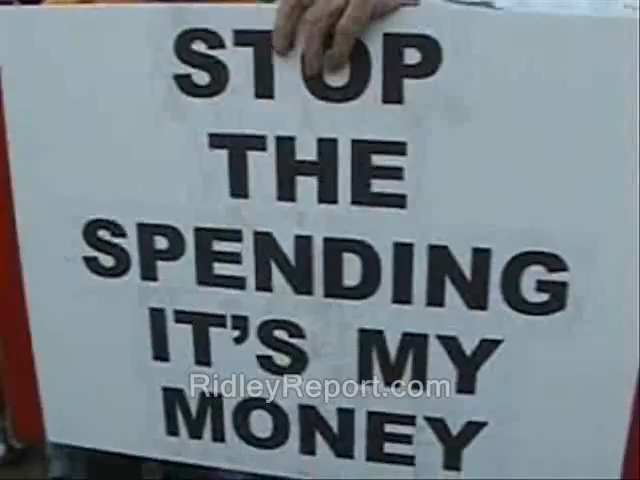 STOP
THE
SPENDING
IT'S MY
RidleyReport.com
MONEY